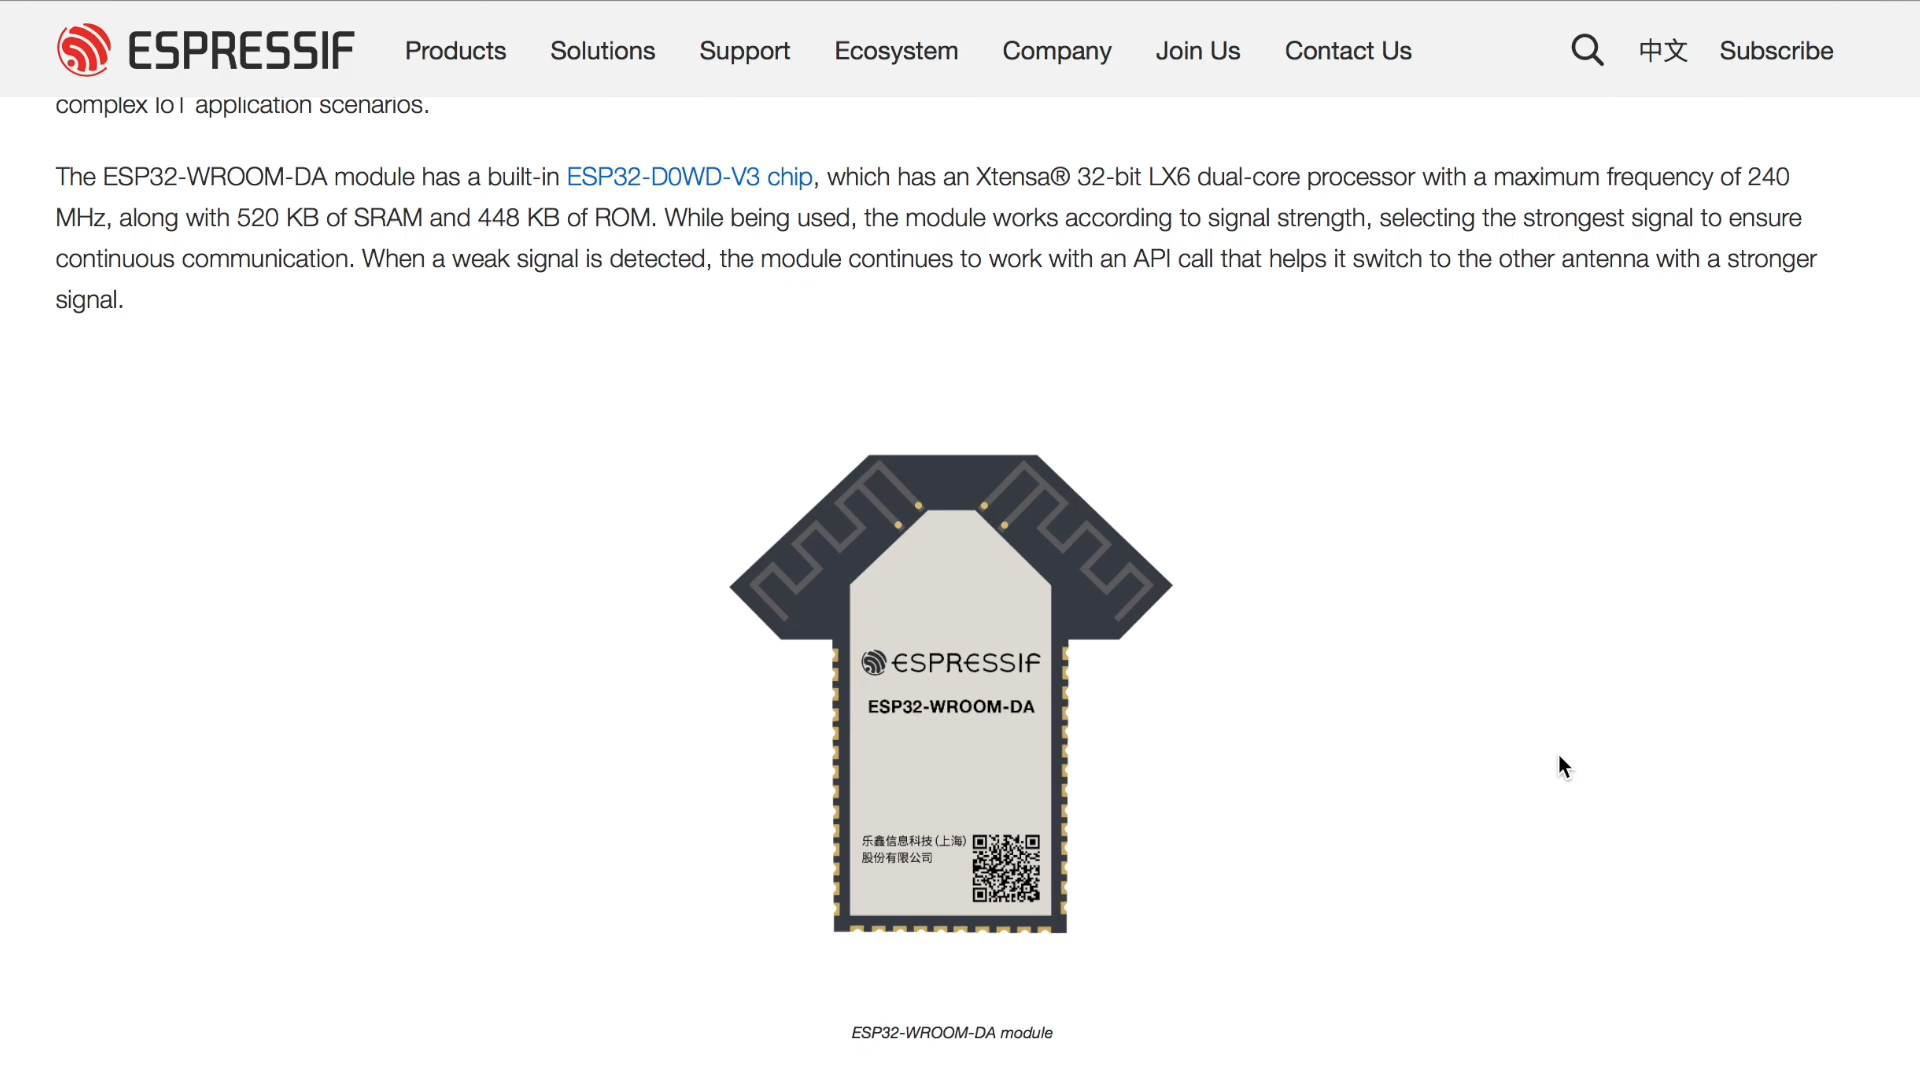 ESPRESSIF Products Solutions Support Ecosystem Company Join Us Contact Us 中文 Subscribe
complex IoT application scenarios.
The ESP32-WROOM-DA module has a built-in ESP32-D0WD-V3 chip, which has an Xtensa® 32-bit LX6 dual-core processor with a maximum frequency of 240
MHz, along with 520 KB of SRAM and 448 KB of ROM. While being used, the module works according to signal strength, selecting the strongest signal to ensure
continuous communication. When a weak signal is detected, the module continues to work with an API call that helps it switch to the other antenna with a stronger
signal.
ESPRESSIF
ESP32-WROOM-DA
乐鑫信息科技(上海)
股份有限公司
ESP32-WROOM-DA module